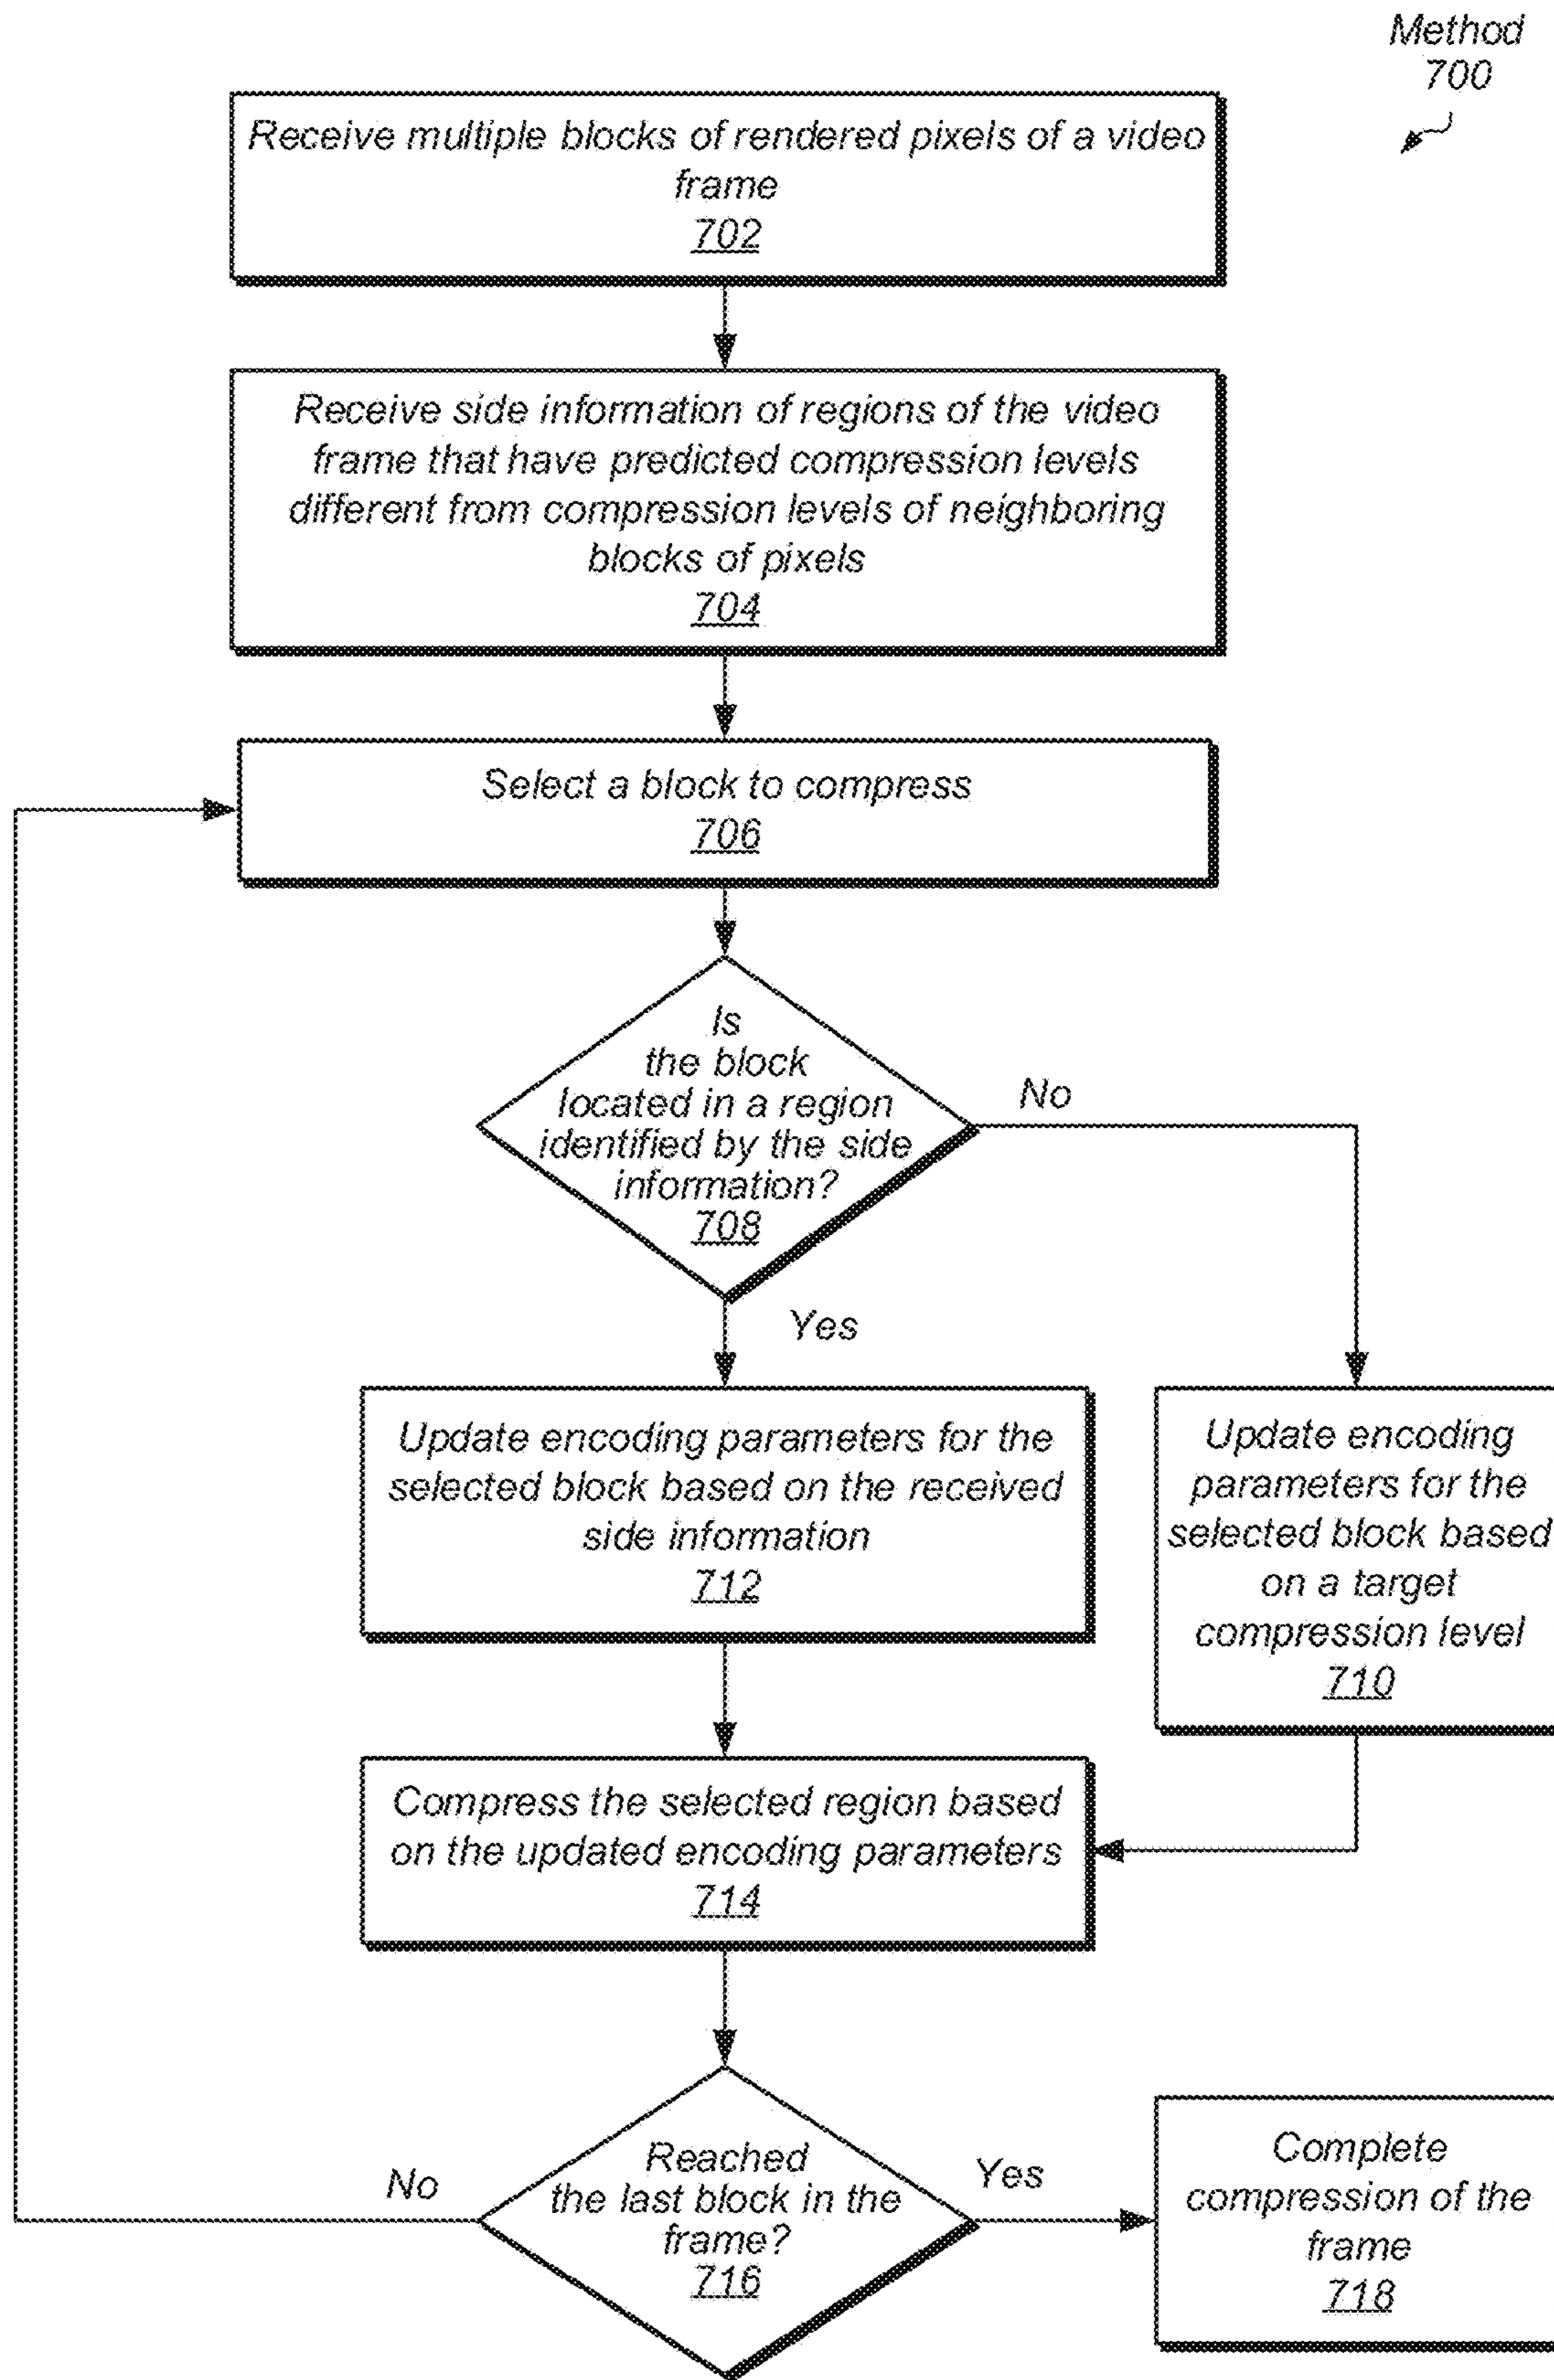 Method
700
Receive multiple blocks of rendered pixels of a video
frame
702
Receive side information of regions of the video
frame that have predicted compression levels
different from compression levels of neighboring
blocks of pixels
704
Select a block to compress
706
Is
the block
located in a region
identified by the side
information?
708
No
Yes
Update encoding parameters for the
selected block based on the received
side information
712
Update encoding
parameters for the
selected block based
on a target
compression level
710
Compress the selected region based
on the updated encoding parameters
714
Reached
the last block in the
frame?
716
No
Yes
Complete
compression of the
frame
718